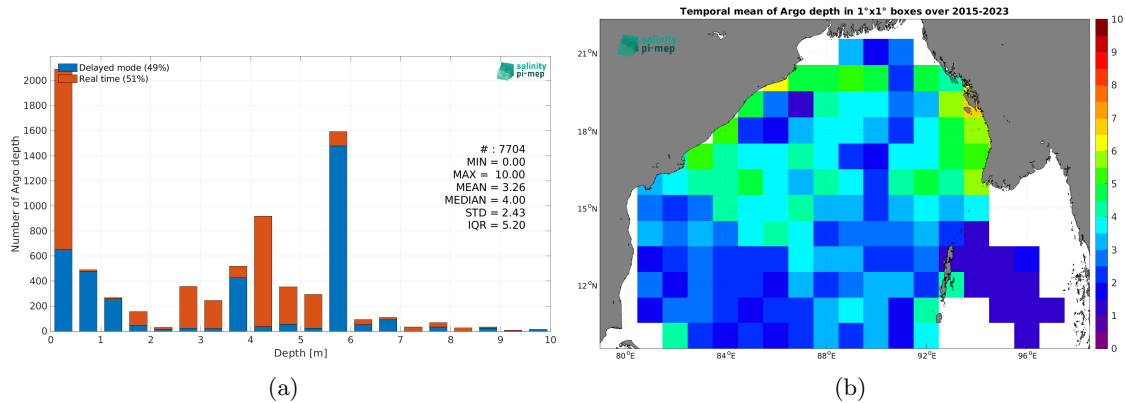 Delayed mode (49%)
Real time (51%)
salinity
pi-mep
# : 7704
MIN = 0.00
MAX = 10.00
MEAN = 3.26
MEDIAN = 4.00
STD = 2.43
IQR = 5.20
Number of Argo depth
2000
1800
1600
1400
1200
1000
800
600
400
200
0
0 1 2 3 4 5 6 7 8 9 10
Depth [m]
(a)
Temporal mean of Argo depth in 1°x1° boxes over 2015-2023
salinity
pi-mep
21°N
18°N
15°N
12°N
80°E 84°E 88°E 92°E 96°E
10
9
8
7
6
5
4
3
2
1
0
(b)